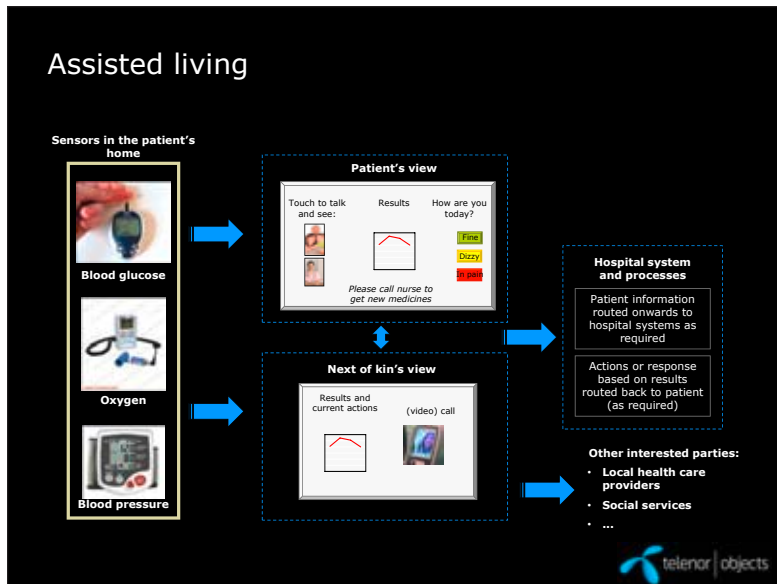 Assisted living
Sensors in the patient's
home
Blood glucose
Oxygen
Blood pressure
Patient's view
Touch to talk
and see:
Results
How are you
today?
Fine
Dizzy
In pain
Please call nurse to
get new medicines
Next of kin's view
Results and
current actions
(video) call
Hospital system
and processes
Patient information
routed onwards to
hospital systems as
required
Actions or response
based on results
routed back to patient
(as required)
Other interested parties:
• Local health care
providers
• Social services
• ...
telenor | objects